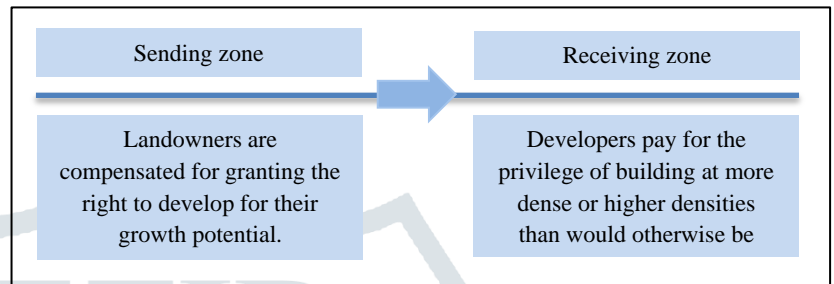 Sending zone
Receiving zone
Landowners are
compensated for granting the
right to develop for their
growth potential.
Developers pay for the
privilege of building at more
dense or higher densities
than would otherwise be